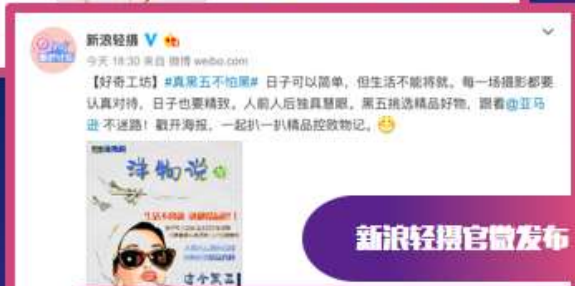 新浪轻摄 V
今天 18:30 来自 微博 weibo.com
【好奇工坊】#真黑五不怕黑# 日子可以简单，但生活不能将就。每一场摄影都要
认真对待，日子也要精致。人前人后独具慧眼。黑五挑选精品好物，跟着@亚马
逊 不迷路！戳开海报，一起扒一扒精品控败物记。
洋物说
这个黑五
新浪轻摄官微发布